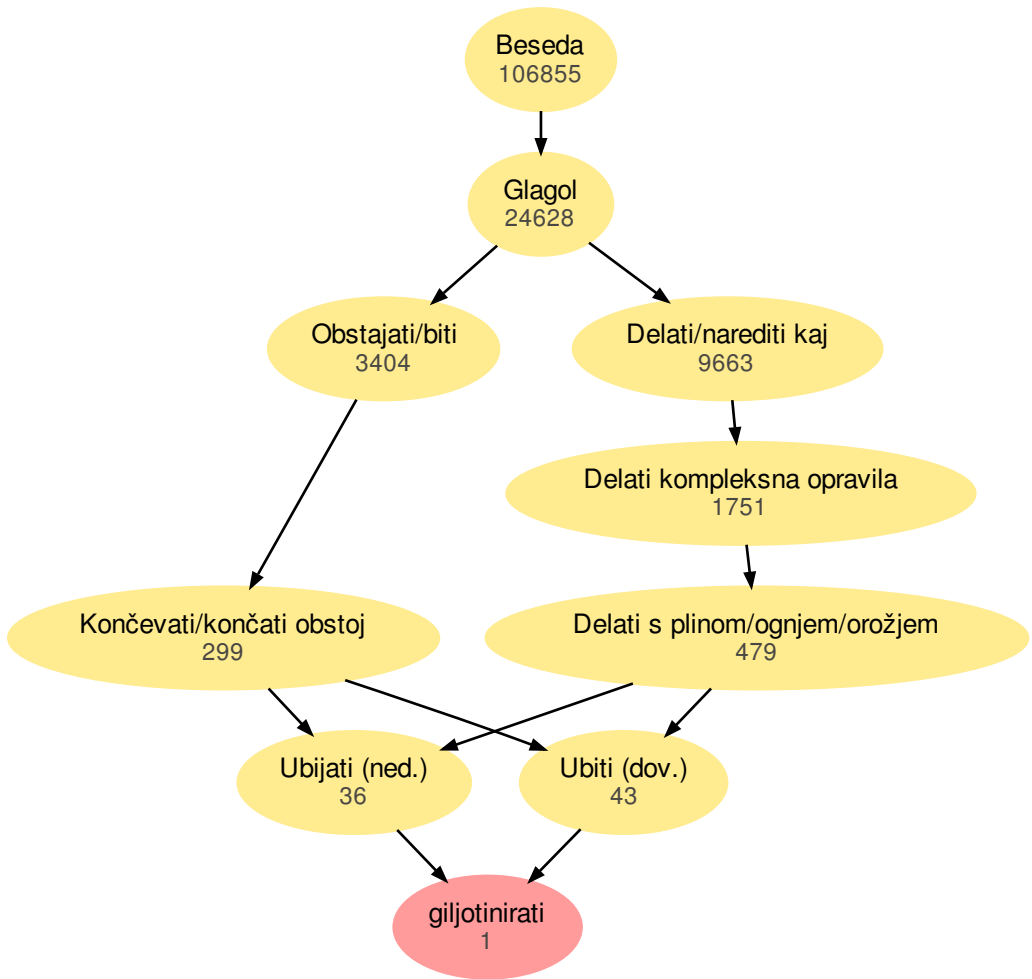 Beseda
106855
Glagol
24628
Obstajati/biti
3404
Delati/narediti kaj
9663
Delati kompleksna opravila
1751
Končevati/končati obstoj
299
Delati s plinom/ognjem/orožjem
479
Ubijati (ned.)
36
Ubiti (dov.)
43
giljotinirati
1